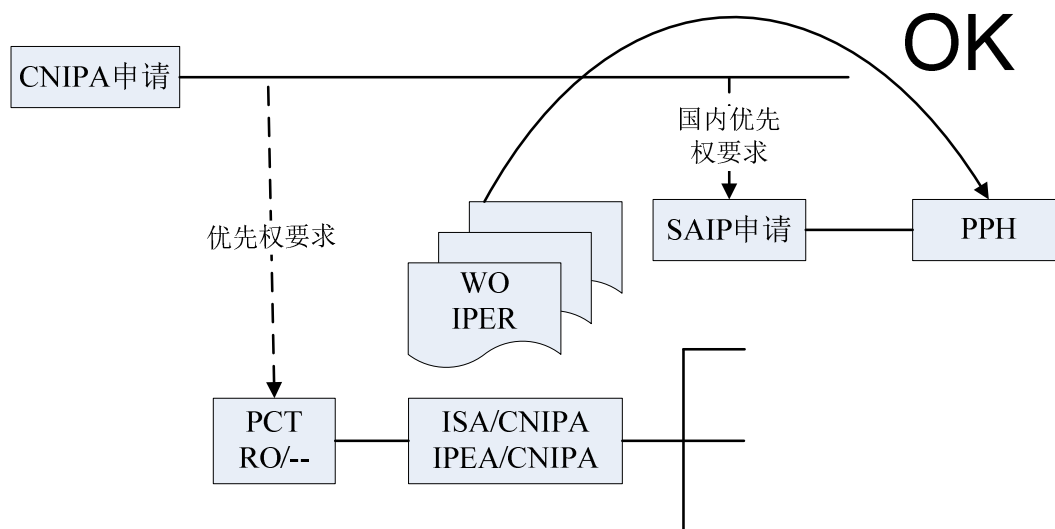 OK
CNIPA申请
国内优先
权要求
优先权要求
SAIP申请
PPH
WO
IPER
PCT
RO/--
ISA/CNIPA
IPEA/CNIPA